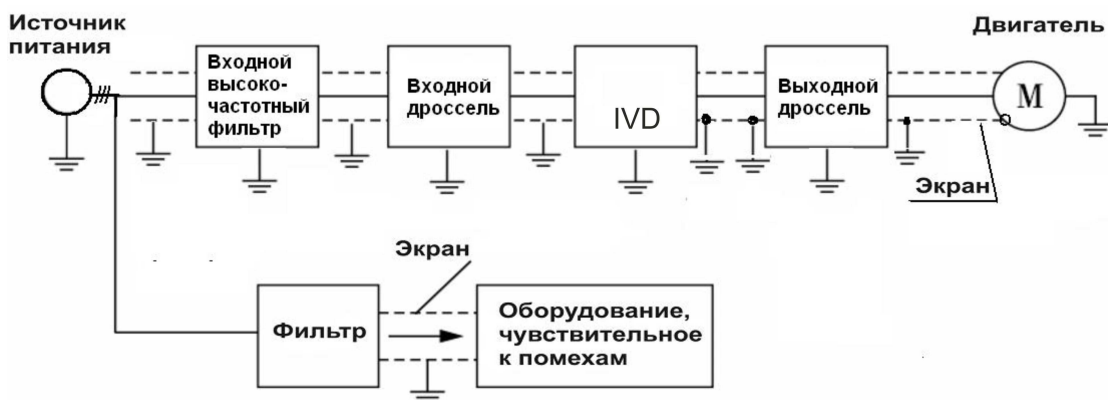 Источник
питания
Входной
высоко-
частотный
фильтр
Входной
дроссель
IVD
Выходной
дроссель
Двигатель
М
Экран
Экран
Фильтр
Оборудование,
чувствительное
к помехам